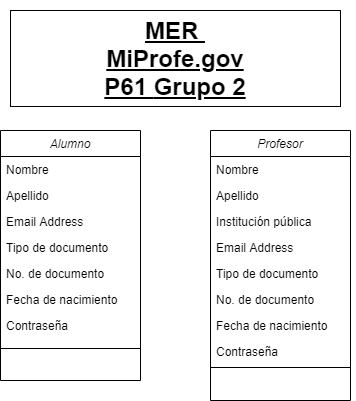 MER
MiProfe.gov
P61 Grupo 2
Alumno
Nombre
Apellido
Email Address
Tipo de documento
No. de documento
Fecha de nacimiento
Contraseña
Profesor
Nombre
Apellido
Institución pública
Email Address
Tipo de documento
No. de documento
Fecha de nacimiento
Contraseña